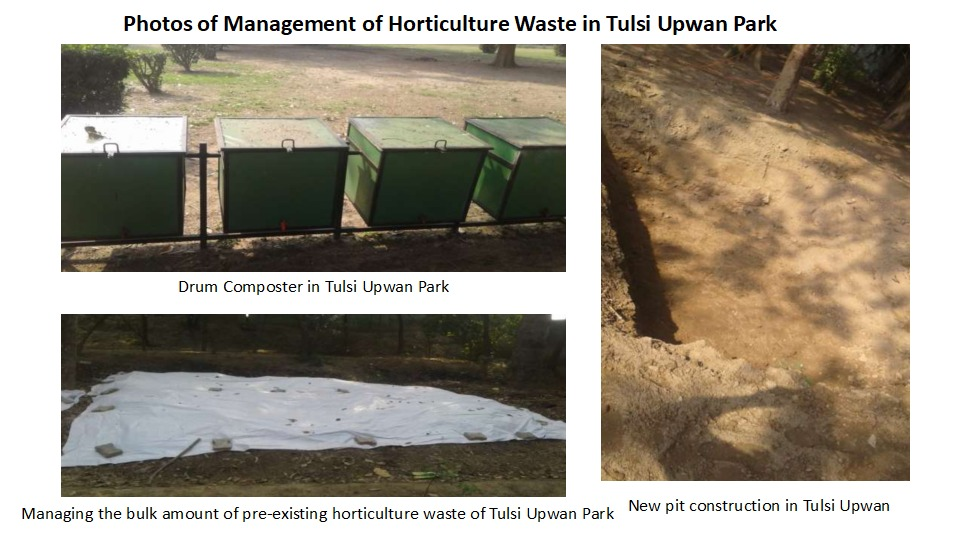 Photos of Management of Horticulture Waste in Tulsi Upwan Park
Drum Composter in Tulsi Upwan Park
Managing the bulk amount of pre-existing horticulture waste of Tulsi Upwan Park
New pit construction in Tulsi Upwan